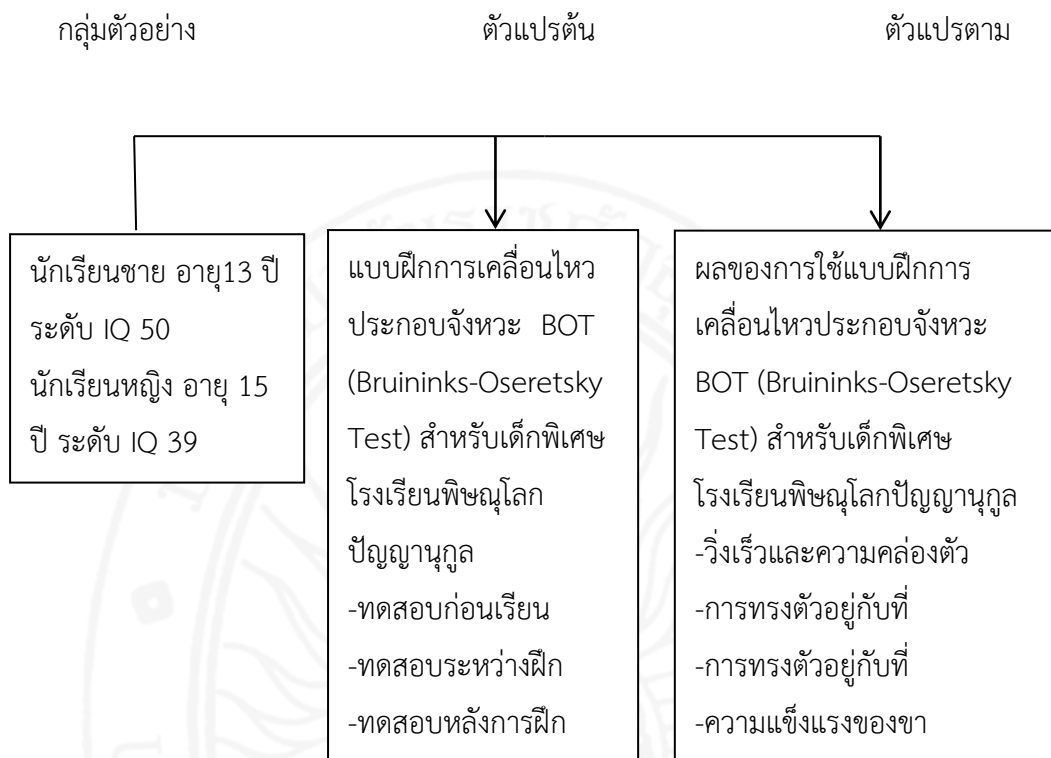 กลุ่มตัวอย่าง ตัวแปรต้น ตัวแปรตาม
นักเรียนชาย อายุ13 ปี
ระดับ IQ 50
นักเรียนหญิง อายุ 15
ปี ระดับ IQ 39
แบบฝึกการเคลื่อนไหว
ประกอบจังหวะ BOT
(Bruininks-Oseretsky
Test) สำหรับเด็กพิเศษ
โรงเรียนพิษณุโลก
ปัญญานุกูล
-ทดสอบก่อนเรียน
-ทดสอบระหว่างฝึก
-ทดสอบหลังการฝึก
ผลของการใช้แบบฝึกการ
เคลื่อนไหวประกอบจังหวะ
BOT (Bruininks-Oseretsky
Test) สำหรับเด็กพิเศษ
โรงเรียนพิษณุโลกปัญญานุกูล
-วิ่งเร็วและความคล่องตัว
-การทรงตัวอยู่กับที่
-การทรงตัวอยู่กับที่
-ความแข็งแรงของขา